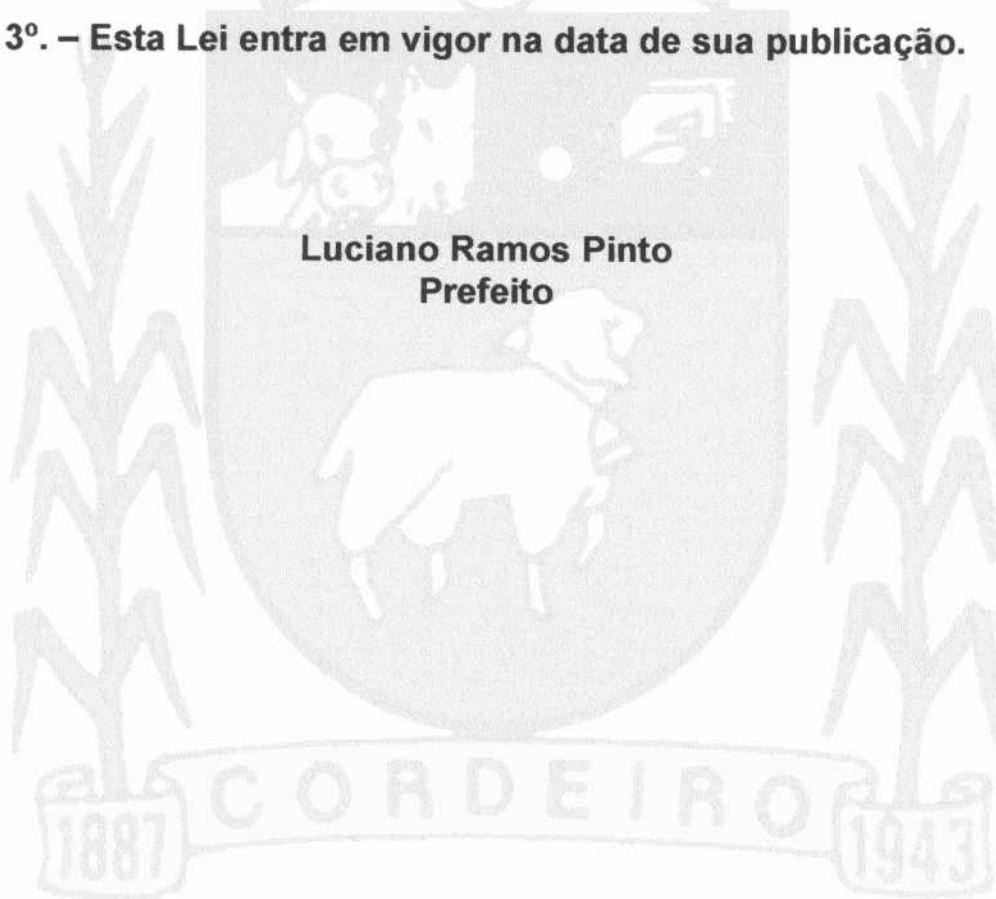 3º. – Esta Lei entra em vigor na data de sua publicação.
Luciano Ramos Pinto
Prefeito
CORDEIRO
1887
1943